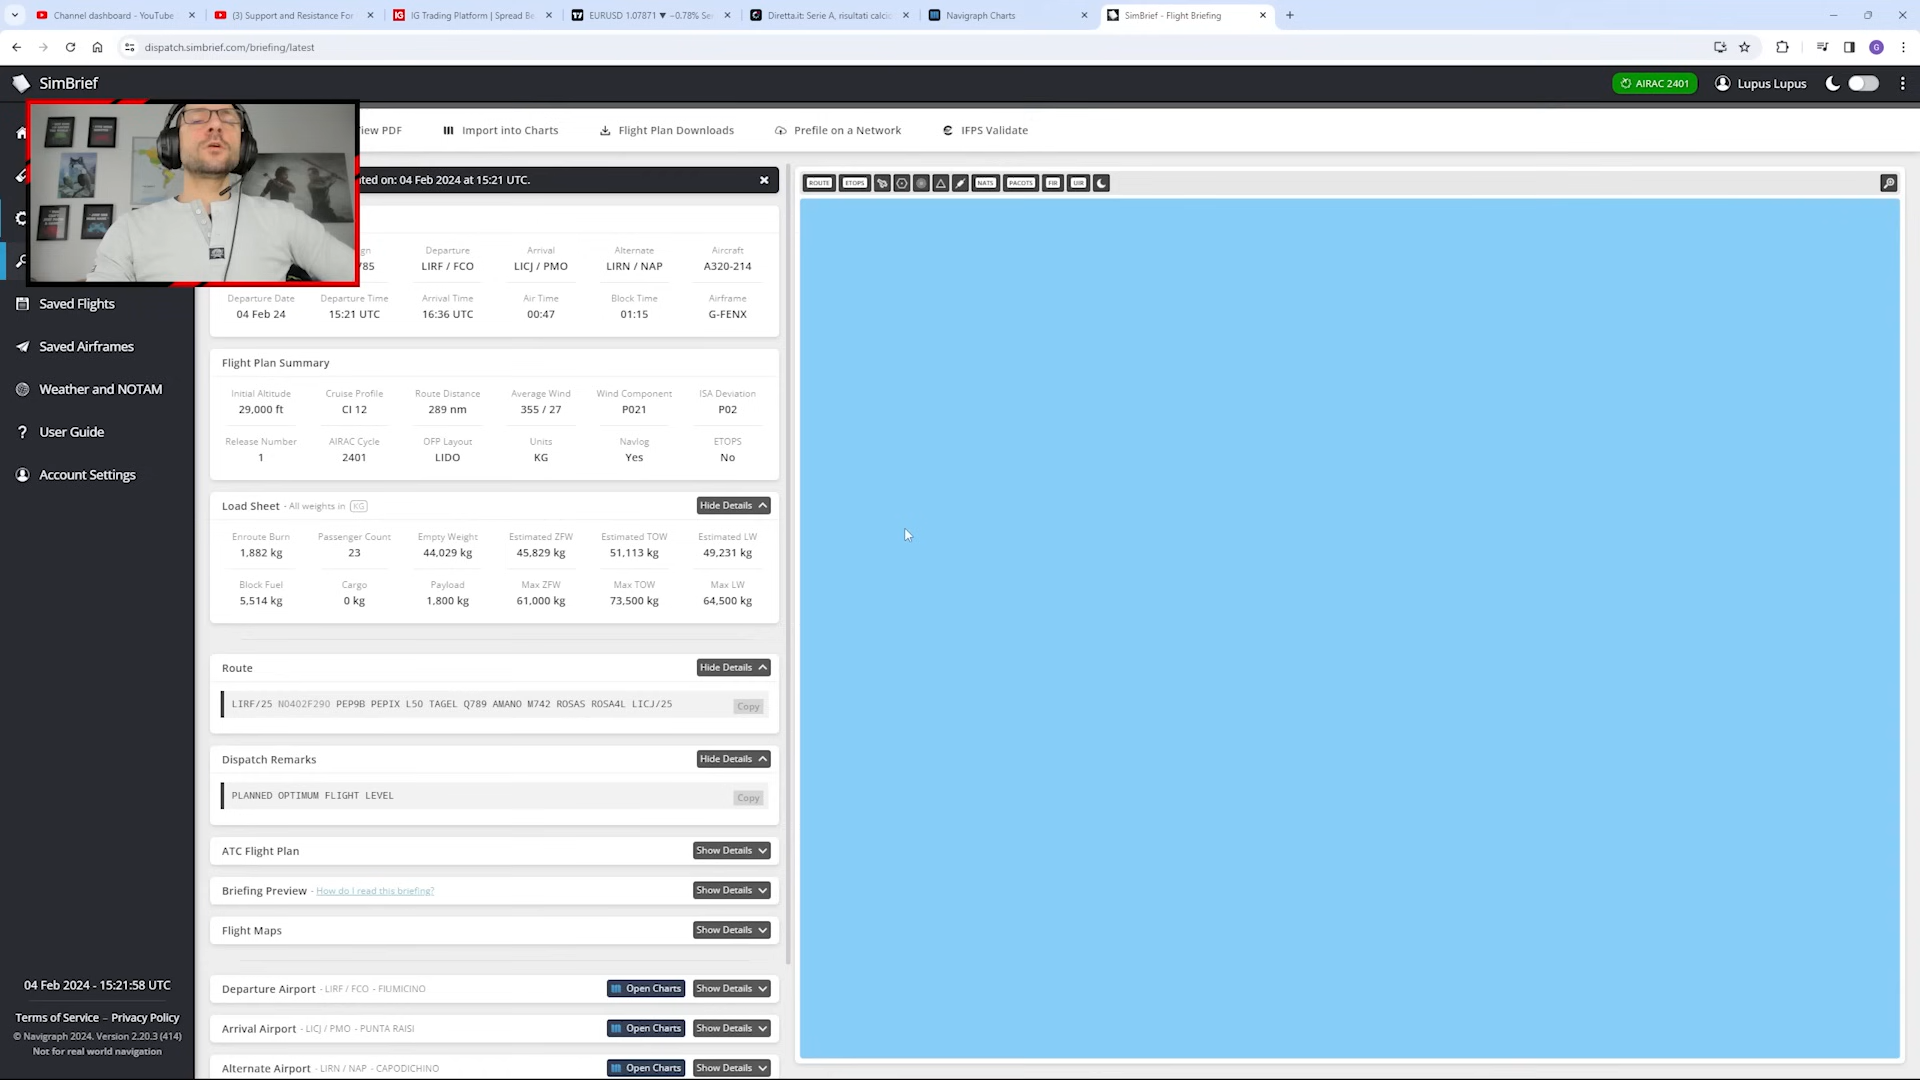 Channel dashboard - YouTube
(3) Support and Resistance For
IG Trading Platform | Spread Be
EURUSD 1.07871 ▼ −0.78% Se
Diretta.it: Serie A, risultati calcio
Navigraph Charts
SimBrief - Flight Briefing
dispatch.simbrief.com/briefing/latest
SimBrief
AIRAC 2401
Lupus Lupus
iew PDF
Import into Charts
Flight Plan Downloads
Prefile on a Network
IFPS Validate
ated on: 04 Feb 2024 at 15:21 UTC.
ROUTE ETOPS NATS PACOTS FIR UIR
Departure
Arrival
Alternate
Aircraft
LIRF / FCO
LICJ / PMO
LIRN / NAP
A320-214
Departure Date
Departure Time
Arrival Time
Air Time
Block Time
Airframe
04 Feb 24
15:21 UTC
16:36 UTC
00:47
01:15
G-FENX
Saved Flights
Saved Airframes
Weather and NOTAM
User Guide
Account Settings
Flight Plan Summary
Initial Altitude
Cruise Profile
Route Distance
Average Wind
Wind Component
ISA Deviation
29,000 ft
CI 12
289 nm
355 / 27
P021
P02
Release Number
AIRAC Cycle
OFP Layout
Units
Navlog
ETOPS
1
2401
LIDO
KG
Yes
No
Load Sheet - All weights in KG
Hide Details
Enroute Burn
Passenger Count
Empty Weight
Estimated ZFW
Estimated TOW
Estimated LW
1,882 kg
23
44,029 kg
45,829 kg
51,113 kg
49,231 kg
Block Fuel
Cargo
Payload
Max ZFW
Max TOW
Max LW
5,514 kg
0 kg
1,800 kg
61,000 kg
73,500 kg
64,500 kg
Route
Hide Details
LIRF/25 N0402F290 PEP9B PEPIX L50 TAGEL Q789 AMANO M742 ROSAS ROSA4L LICJ/25
Copy
Dispatch Remarks
Hide Details
PLANNED OPTIMUM FLIGHT LEVEL
Copy
ATC Flight Plan
Show Details
Briefing Preview - How do I read this briefing?
Show Details
Flight Maps
Show Details
Departure Airport - LIRF / FCO - FIUMICINO
Open Charts
Show Details
Arrival Airport - LICJ / PMO - PUNTA RAISI
Open Charts
Show Details
Alternate Airport - LIRN / NAP - CAPODICHINO
Open Charts
Show Details
04 Feb 2024 - 15:21:58 UTC
Terms of Service – Privacy Policy
© Navigraph 2024. Version 2.20.3 (414)
Not for real world navigation